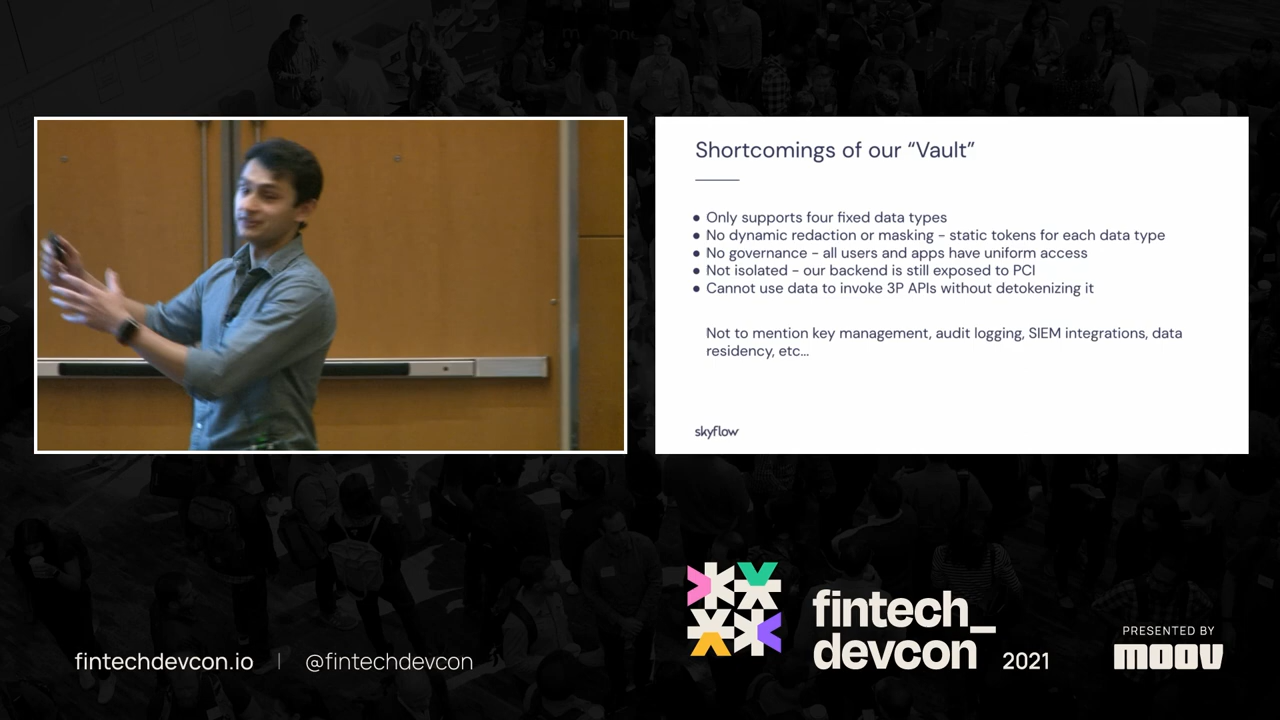 Shortcomings of our “Vault”
● Only supports four fixed data types
● No dynamic redaction or masking - static tokens for each data type
● No governance - all users and apps have uniform access
● Not isolated - our backend is still exposed to PCI
● Cannot use data to invoke 3P APIs without detokenizing it
Not to mention key management, audit logging, SIEM integrations, data
residency, etc...
skyflow
fintechdevcon.io | @fintechdevcon
fintech_
devcon 2021
PRESENTED BY
moov